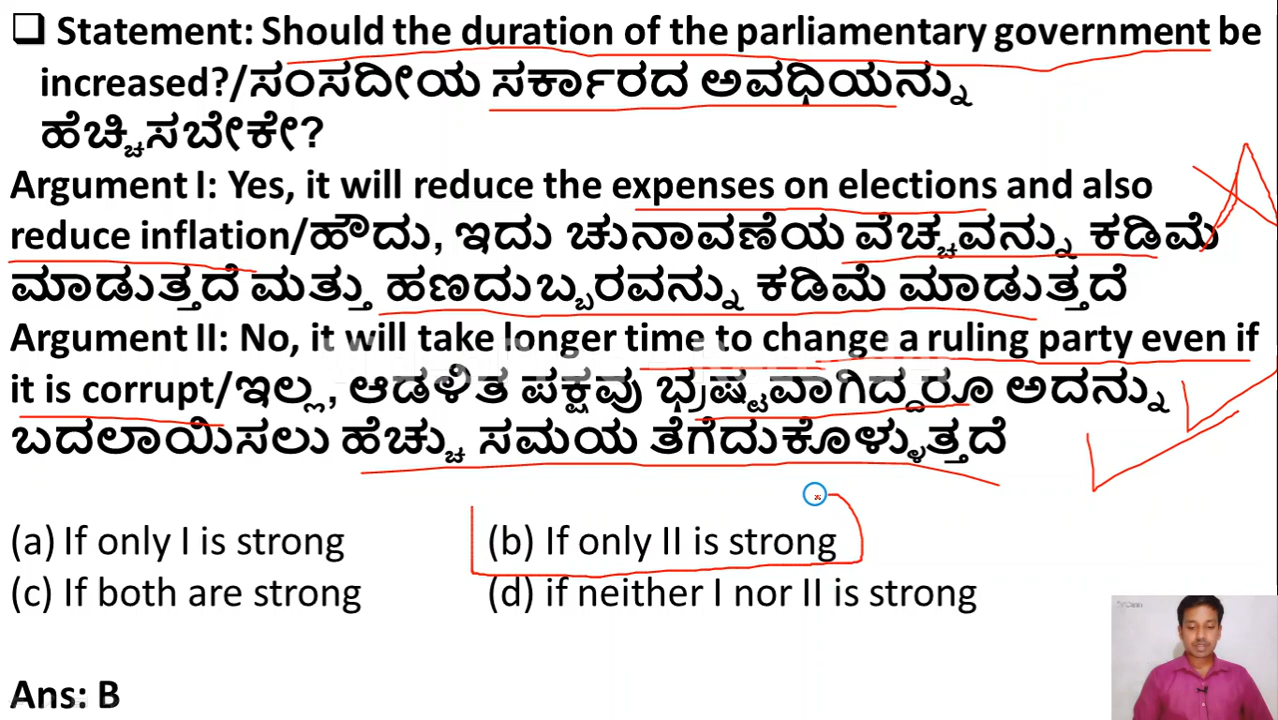 ❑ Statement: Should the duration of the parliamentary government be
increased?/ಸಂಸದೀಯ ಸರ್ಕಾರದ ಅವಧಿಯನ್ನು
ಹೆಚ್ಚಿಸಬೇಕೇ?
Argument I: Yes, it will reduce the expenses on elections and also
reduce inflation/ಹೌದು, ಇದು ಚುನಾವಣೆಯ ವೆಚ್ಚವನ್ನು ಕಡಿಮೆ
ಮಾಡುತ್ತದೆ ಮತ್ತು ಹಣದುಬ್ಬರವನ್ನು ಕಡಿಮೆ ಮಾಡುತ್ತದೆ
Argument II: No, it will take longer time to change a ruling party even if
it is corrupt/ಇಲ್ಲ, ಆಡಳಿತ ಪಕ್ಷವು ಭ್ರಷ್ಟವಾಗಿದ್ದರೂ ಅದನ್ನು
ಬದಲಾಯಿಸಲು ಹೆಚ್ಚು ಸಮಯ ತೆಗೆದುಕೊಳ್ಳುತ್ತದೆ
(a) If only I is strong (b) If only II is strong
(c) If both are strong (d) if neither I nor II is strong
Ans: B